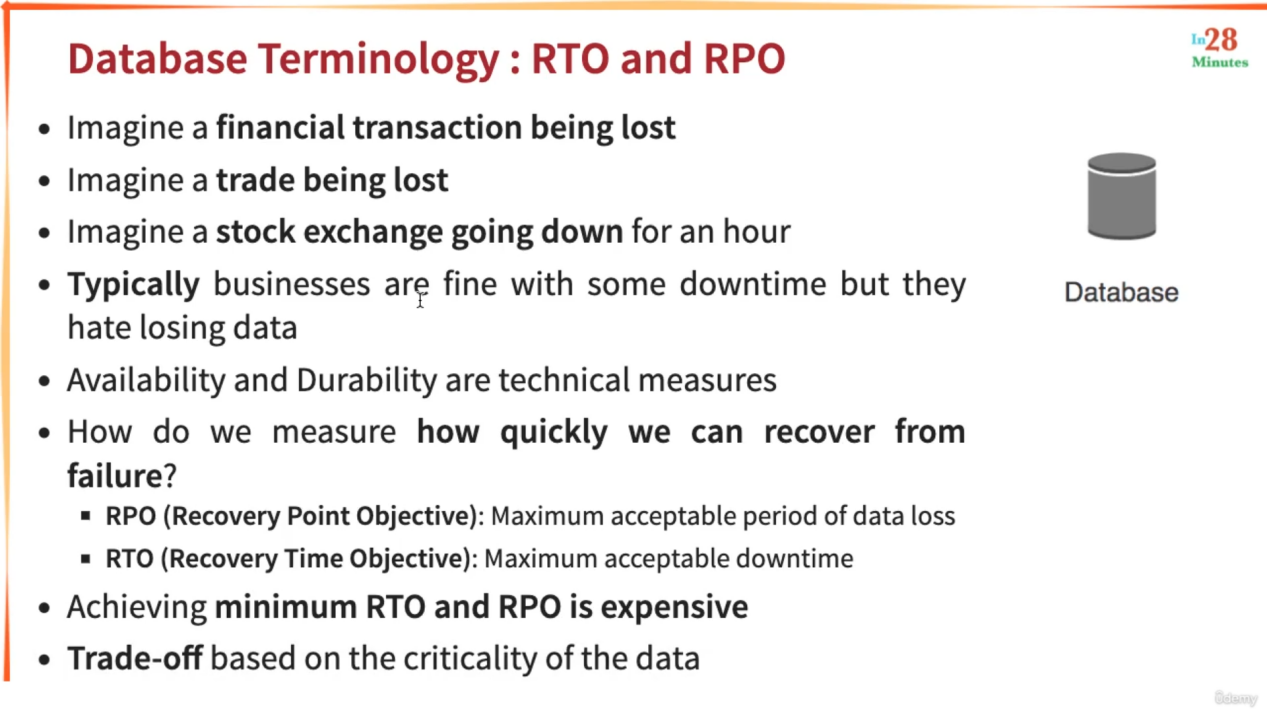 Database Terminology : RTO and RPO
In28
Minutes
• Imagine a financial transaction being lost
• Imagine a trade being lost
• Imagine a stock exchange going down for an hour
• Typically businesses are fine with some downtime but they
hate losing data
Database
• Availability and Durability are technical measures
• How do we measure how quickly we can recover from
failure?
▪ RPO (Recovery Point Objective): Maximum acceptable period of data loss
▪ RTO (Recovery Time Objective): Maximum acceptable downtime
• Achieving minimum RTO and RPO is expensive
• Trade-off based on the criticality of the data
ûdemy